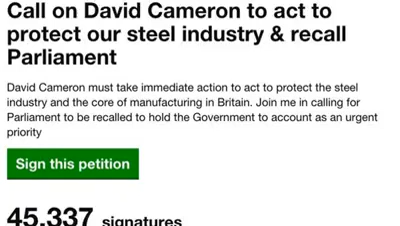 Call on David Cameron to act to
protect our steel industry & recall
Parliament
David Cameron must take immediate action to act to protect the steel
industry and the core of manufacturing in Britain. Join me in calling for
Parliament to be recalled to hold the Government to account as an urgent
priority
Sign this petition
45,337 signatures